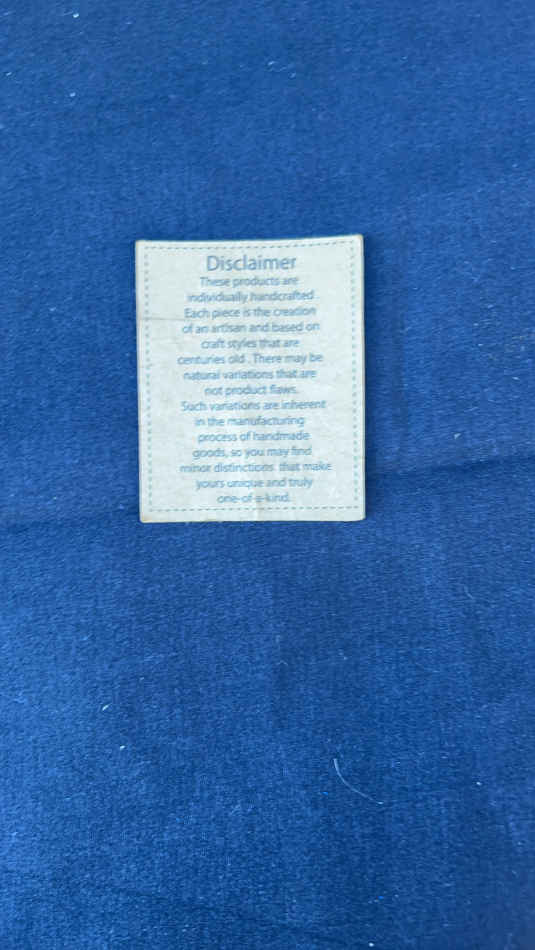 Disclaimer
These products are
individually handcrafted
Each piece is the creation
of an artisan and based on
craft styles that are
centuries old . There may be
natural variations that are
not product flaws.
Such variations are inherent
in the manufacturing
process of handmade
goods, so you may find
minor distinctions that make
yours unique and truly
one-of-a-kind.